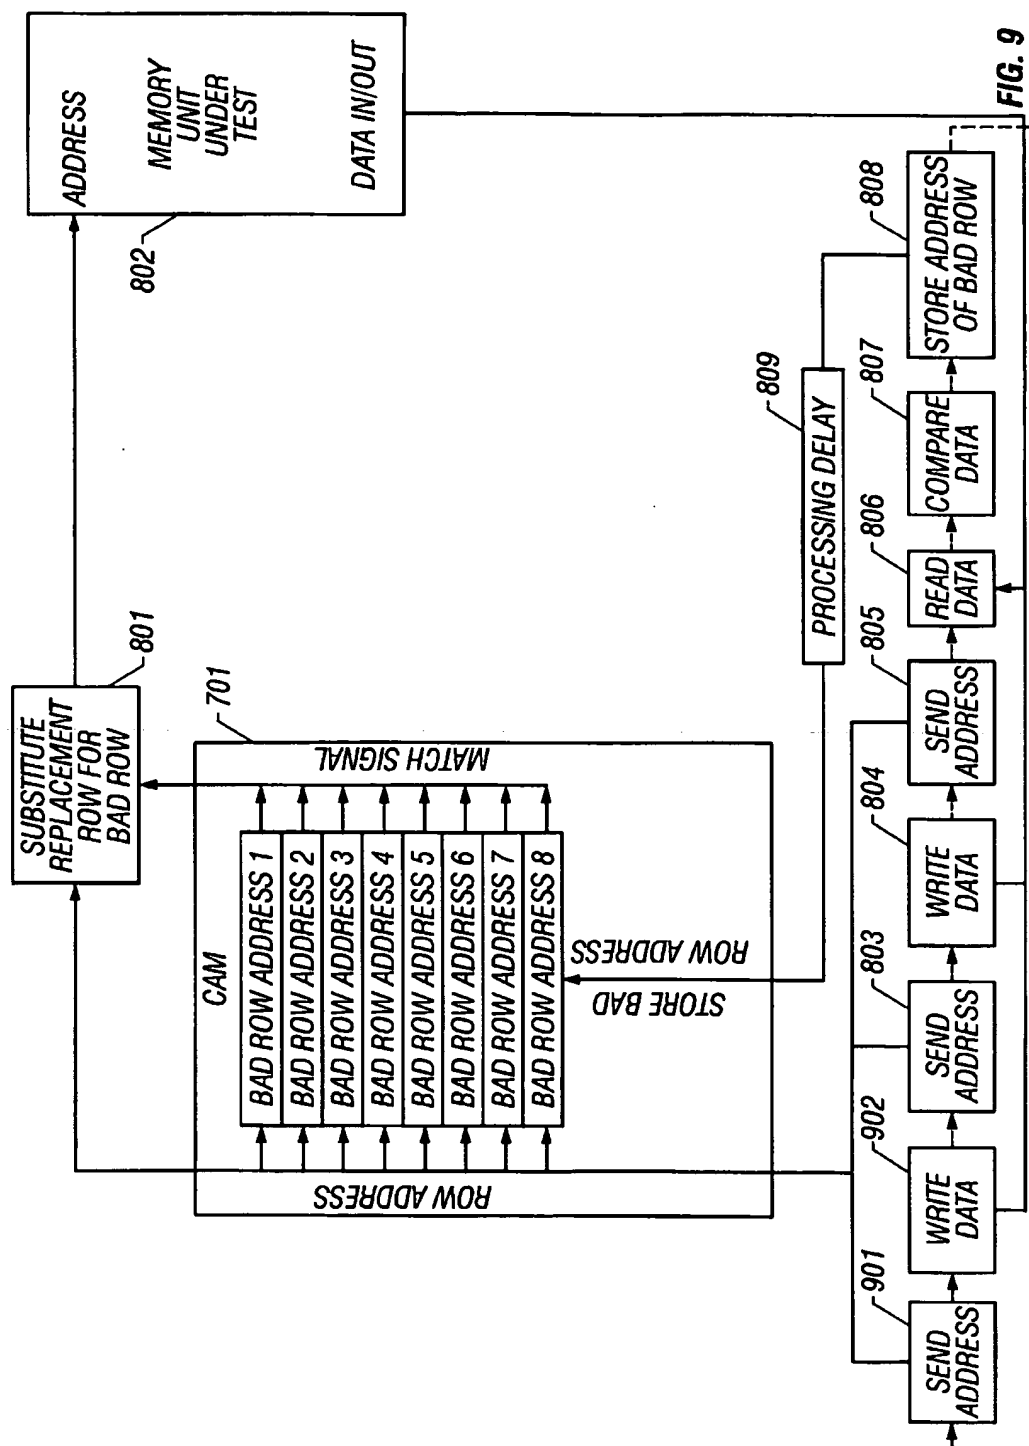 SUBSTITUTE
REPLACEMENT
ROW FOR
BAD ROW
801
ADDRESS
MEMORY
UNIT
UNDER
TEST
DATA IN/OUT
802
701
CAM
ROW ADDRESS
BAD ROW ADDRESS 1
BAD ROW ADDRESS 2
BAD ROW ADDRESS 3
BAD ROW ADDRESS 4
BAD ROW ADDRESS 5
BAD ROW ADDRESS 6
BAD ROW ADDRESS 7
BAD ROW ADDRESS 8
MATCH SIGNAL
STORE BAD
ROW ADDRESS
PROCESSING DELAY
809
901
SEND
ADDRESS
902
WRITE
DATA
803
SEND
ADDRESS
804
WRITE
DATA
805
SEND
ADDRESS
806
READ
DATA
807
COMPARE
DATA
808
STORE ADDRESS
OF BAD ROW
FIG. 9